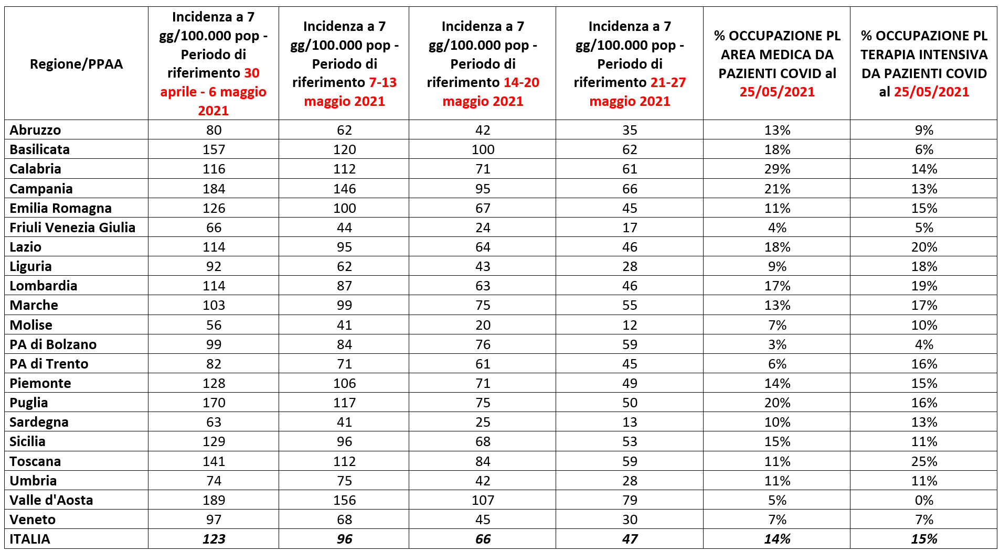 Regione/PPAA
Incidenza a 7
gg/100.000 pop -
Periodo di
riferimento 30
aprile - 6 maggio
2021
Incidenza a 7
gg/100.000 pop -
Periodo di
riferimento 7-13
maggio 2021
Incidenza a 7
gg/100.000 pop -
Periodo di
riferimento 14-20
maggio 2021
Incidenza a 7
gg/100.000 pop -
Periodo di
riferimento 21-27
maggio 2021
% OCCUPAZIONE PL
AREA MEDICA DA
PAZIENTI COVID al
25/05/2021
% OCCUPAZIONE PL
TERAPIA INTENSIVA
DA PAZIENTI COVID
al 25/05/2021
Abruzzo 80 62 42 35 13% 9%
Basilicata 157 120 100 62 18% 6%
Calabria 116 112 71 61 29% 14%
Campania 184 146 95 66 21% 13%
Emilia Romagna 126 100 67 45 11% 15%
Friuli Venezia Giulia 66 44 24 17 4% 5%
Lazio 114 95 64 46 18% 20%
Liguria 92 62 43 28 9% 18%
Lombardia 114 87 63 46 17% 19%
Marche 103 99 75 55 13% 17%
Molise 56 41 20 12 7% 10%
PA di Bolzano 99 84 76 59 3% 4%
PA di Trento 82 71 61 45 6% 16%
Piemonte 128 106 71 49 14% 15%
Puglia 170 117 75 50 20% 16%
Sardegna 63 41 25 13 10% 13%
Sicilia 129 96 68 53 15% 11%
Toscana 141 112 84 59 11% 25%
Umbria 74 75 42 28 11% 11%
Valle d'Aosta 189 156 107 79 5% 0%
Veneto 97 68 45 30 7% 7%
ITALIA 123 96 66 47 14% 15%